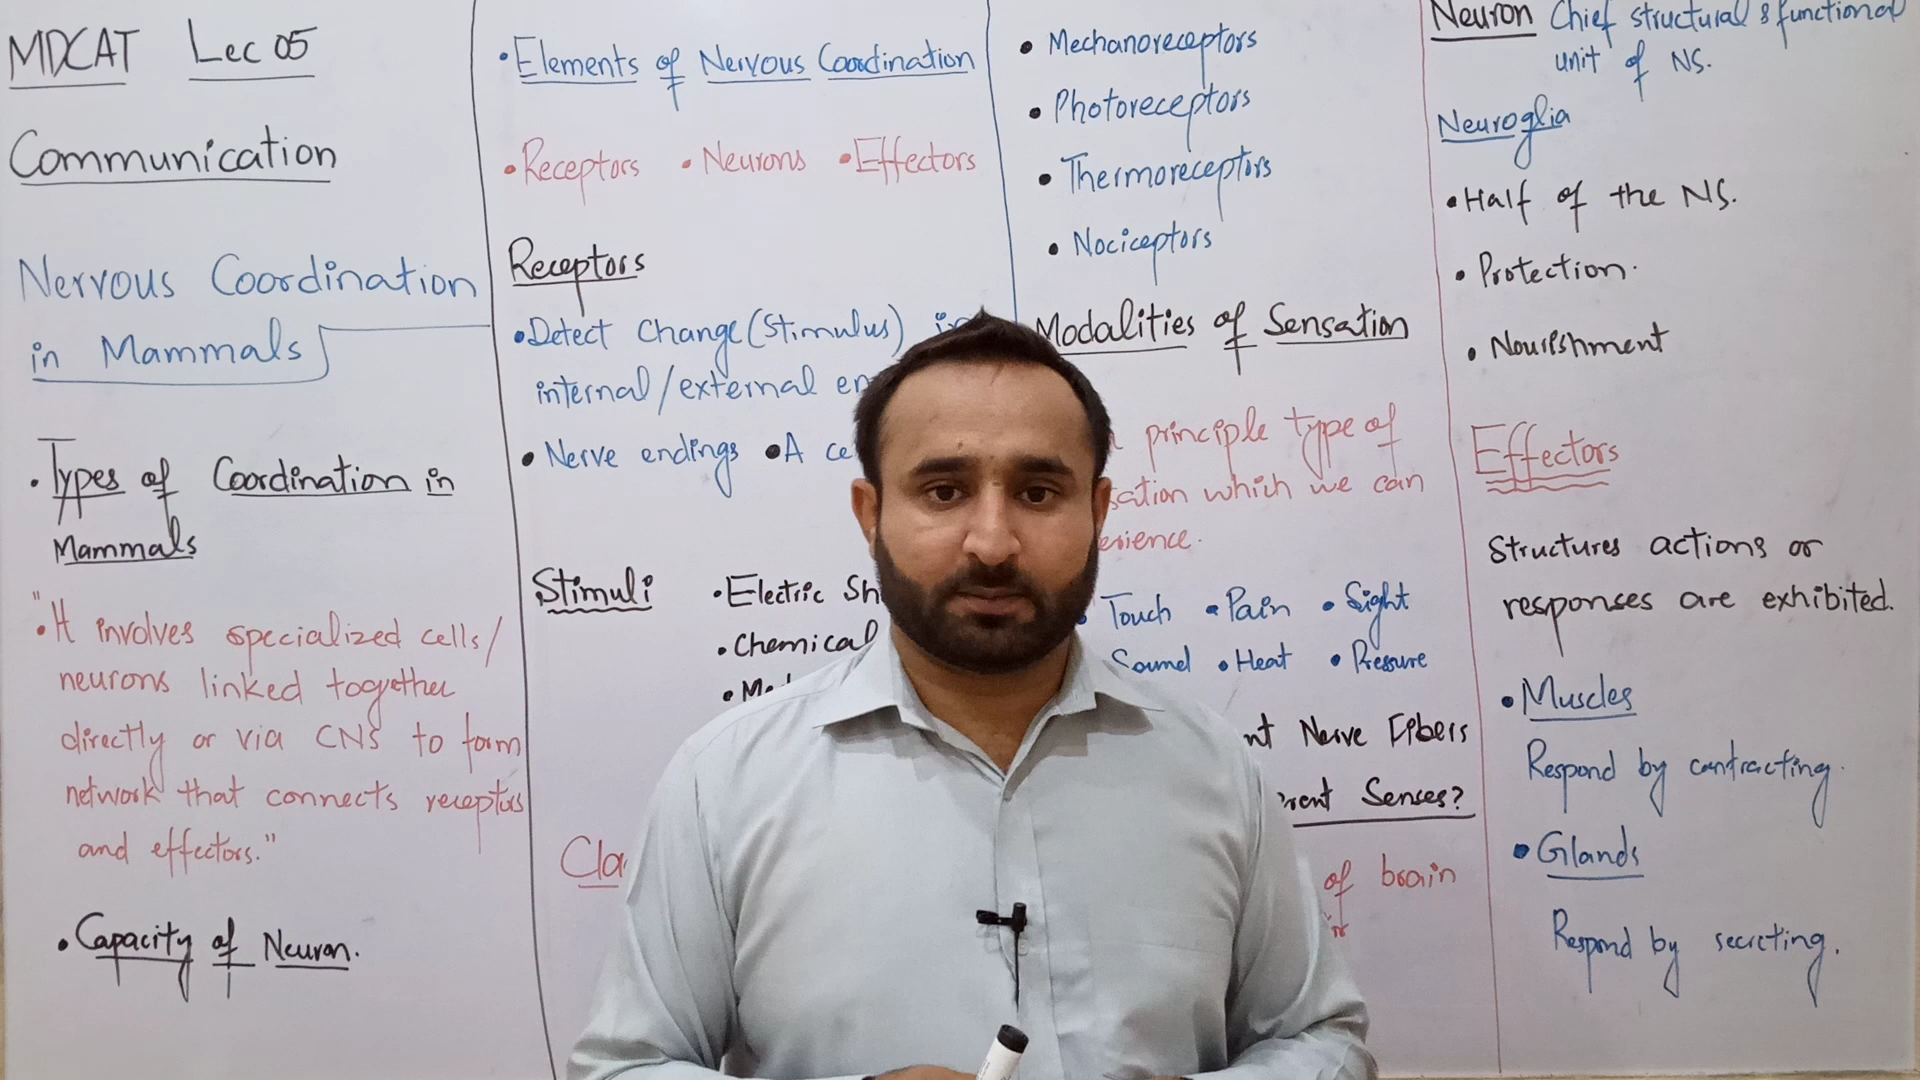 MDCAT Lec 05
Communication
Nervous Coordination
in Mammals
• Types of Coordination in
Mammals
"
• It involves specialized cells/
neurons linked together
directly or via CNS to form
network that connects receptors
and effectors."
• Capacity of Neuron.
• Elements of Nervous Coordination
• Receptors • Neurons • Effectors
Receptors
• Detect Change (Stimulus) in
internal/external
• Nerve endings • A
Stimuli • Electric
• Chemical
• Mechanoreceptors
• Photoreceptors
• Thermoreceptors
• Nociceptors
Modalities of Sensation
principle type of
which we can
• Touch • Pain • Sight
Sound • Heat • Pressure
Nerve Fibers
Senses?
of brain
Neuron Chief structural & functional
unit of NS.
Neuroglia
• Half of the NS.
• Protection.
• Nourishment
Effectors
Structures actions or
responses are exhibited.
• Muscles
Respond by contracting.
• Glands
Respond by secreting.